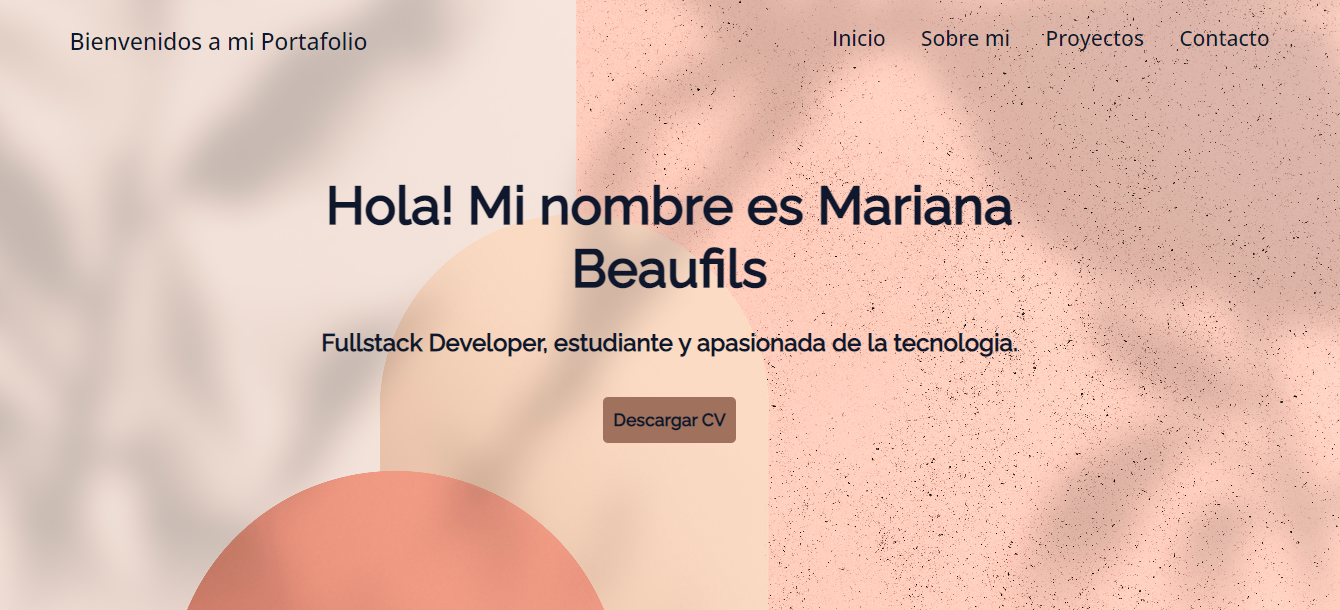 Bienvenidos a mi Portafolio
Inicio Sobre mi Proyectos Contacto
Hola! Mi nombre es Mariana
Beaufils
Fullstack Developer, estudiante y apasionada de la tecnologia.
Descargar CV